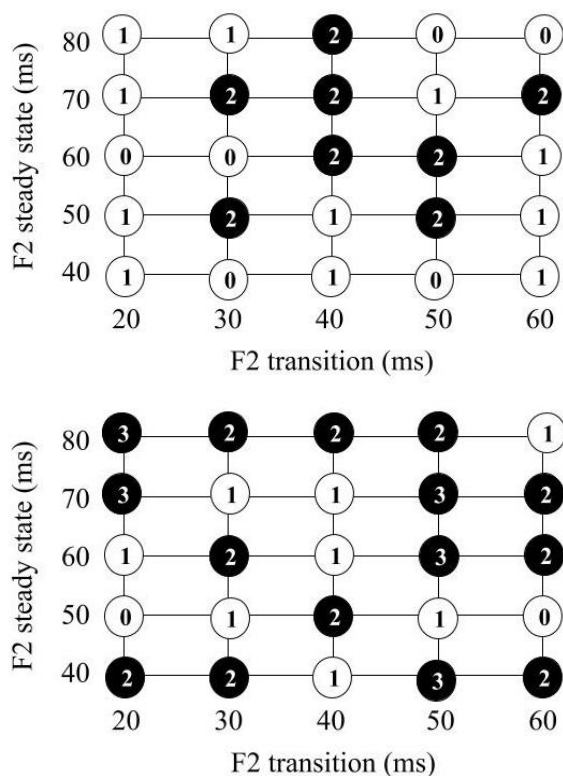 80 1 1 2 0 0
70 1 2 2 1 2
60 0 0 2 2 1
50 1 2 1 2 1
40 1 0 1 0 1
20 30 40 50 60
F2 transition (ms)
F2 steady state (ms)
80 3 2 2 2 1
70 3 1 1 3 2
60 1 2 1 3 2
50 0 1 2 1 0
40 2 2 1 3 2
20 30 40 50 60
F2 transition (ms)
F2 steady state (ms)